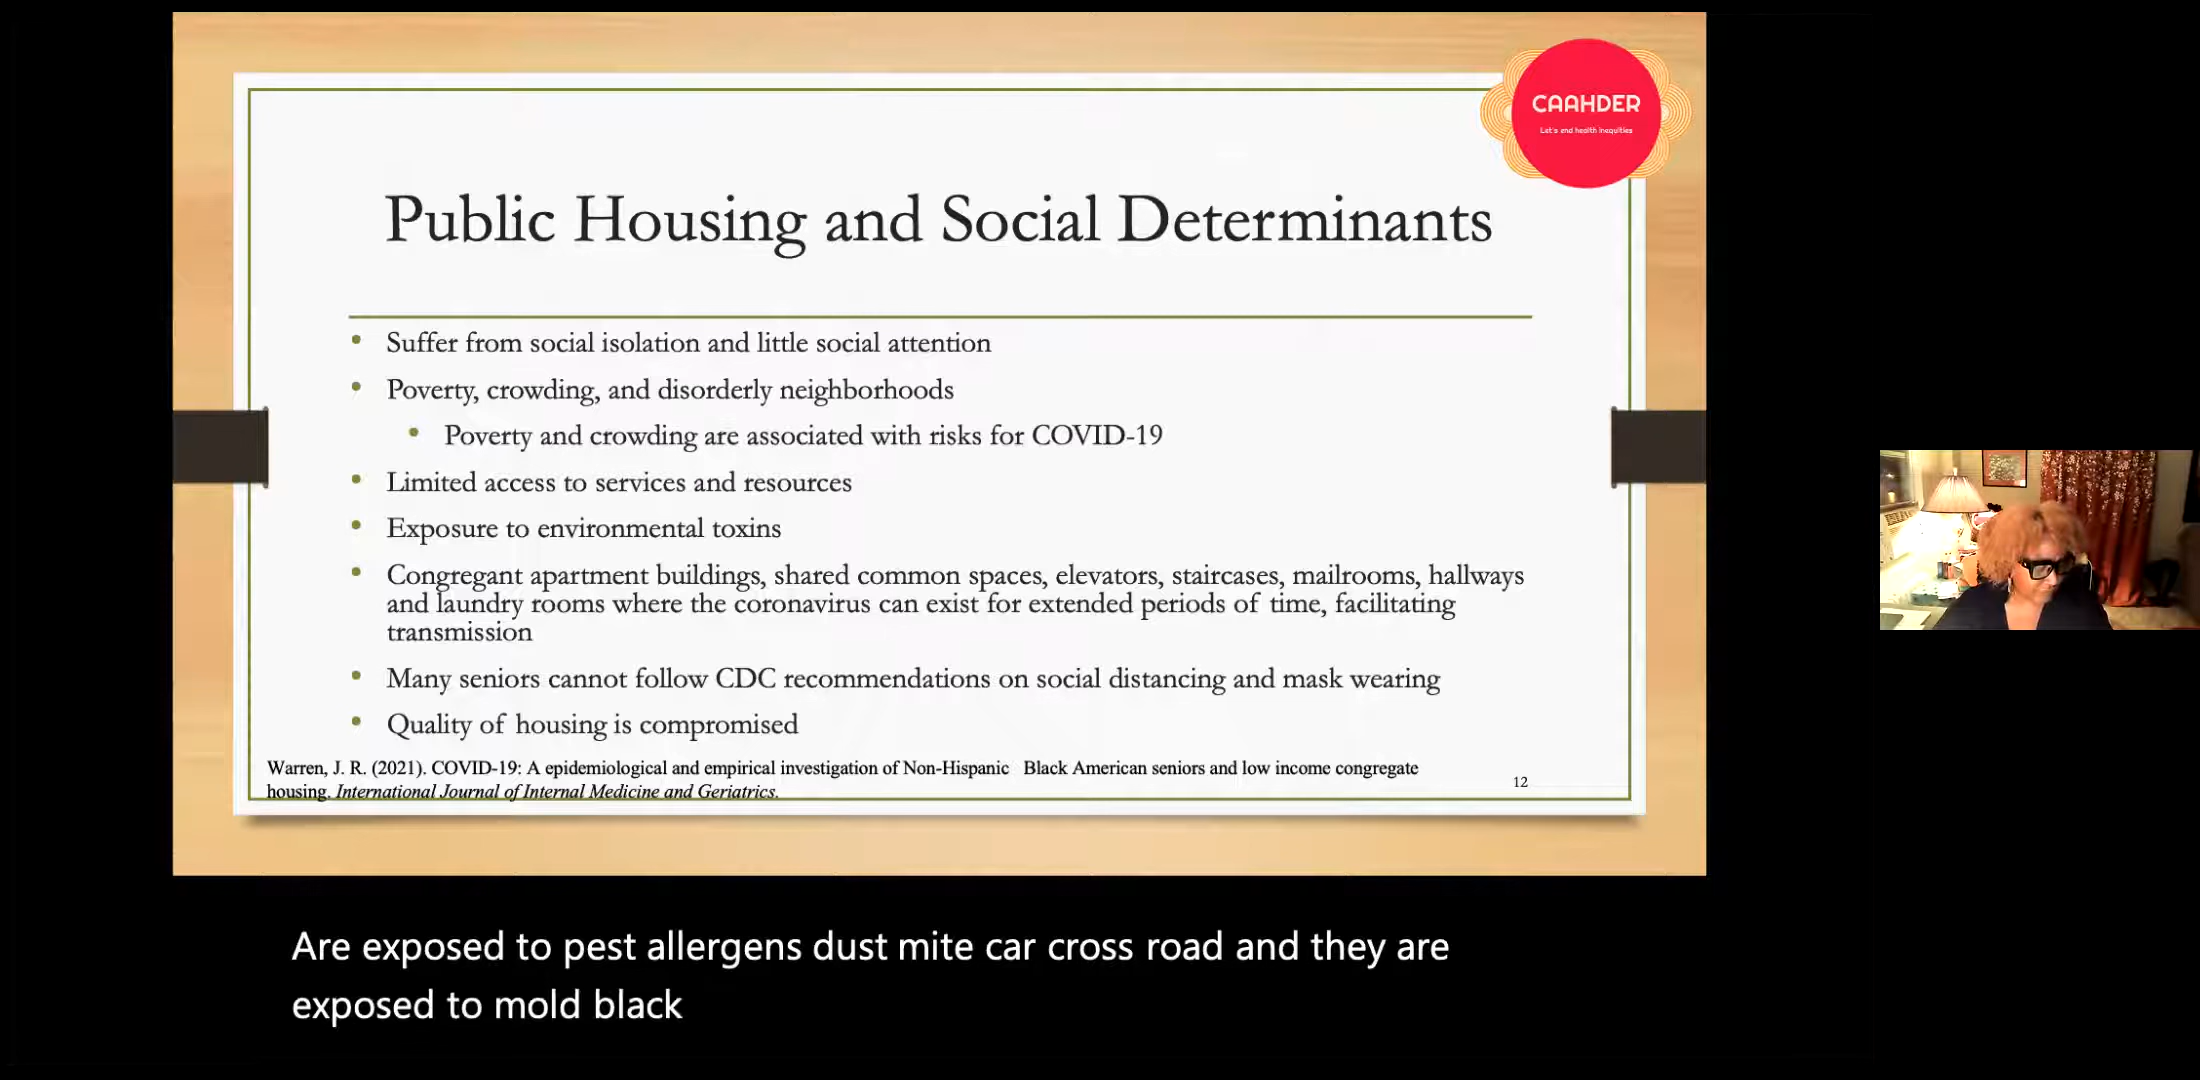 CAAHDER
Let's end health inequities
Public Housing and Social Determinants
• Suffer from social isolation and little social attention
• Poverty, crowding, and disorderly neighborhoods
• Poverty and crowding are associated with risks for COVID-19
• Limited access to services and resources
• Exposure to environmental toxins
• Congregant apartment buildings, shared common spaces, elevators, staircases, mailrooms, hallways
and laundry rooms where the coronavirus can exist for extended periods of time, facilitating
transmission
• Many seniors cannot follow CDC recommendations on social distancing and mask wearing
• Quality of housing is compromised
Warren, J. R. (2021). COVID-19: A epidemiological and empirical investigation of Non-Hispanic Black American seniors and low income congregate
housing. International Journal of Internal Medicine and Geriatrics.
12
Are exposed to pest allergens dust mite car cross road and they are
exposed to mold black